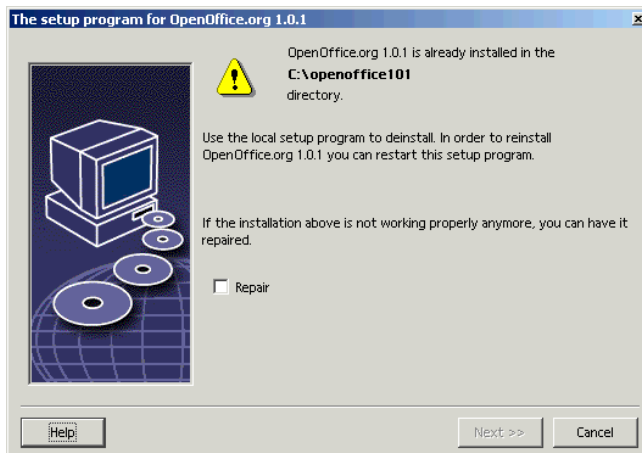 The setup program for OpenOffice.org 1.0.1
OpenOffice.org 1.0.1 is already installed in the
C:\openoffice101
directory.
Use the local setup program to deinstall. In order to reinstall
OpenOffice.org 1.0.1 you can restart this setup program.
If the installation above is not working properly anymore, you can have it
repaired.
Repair
Help
Next >>
Cancel